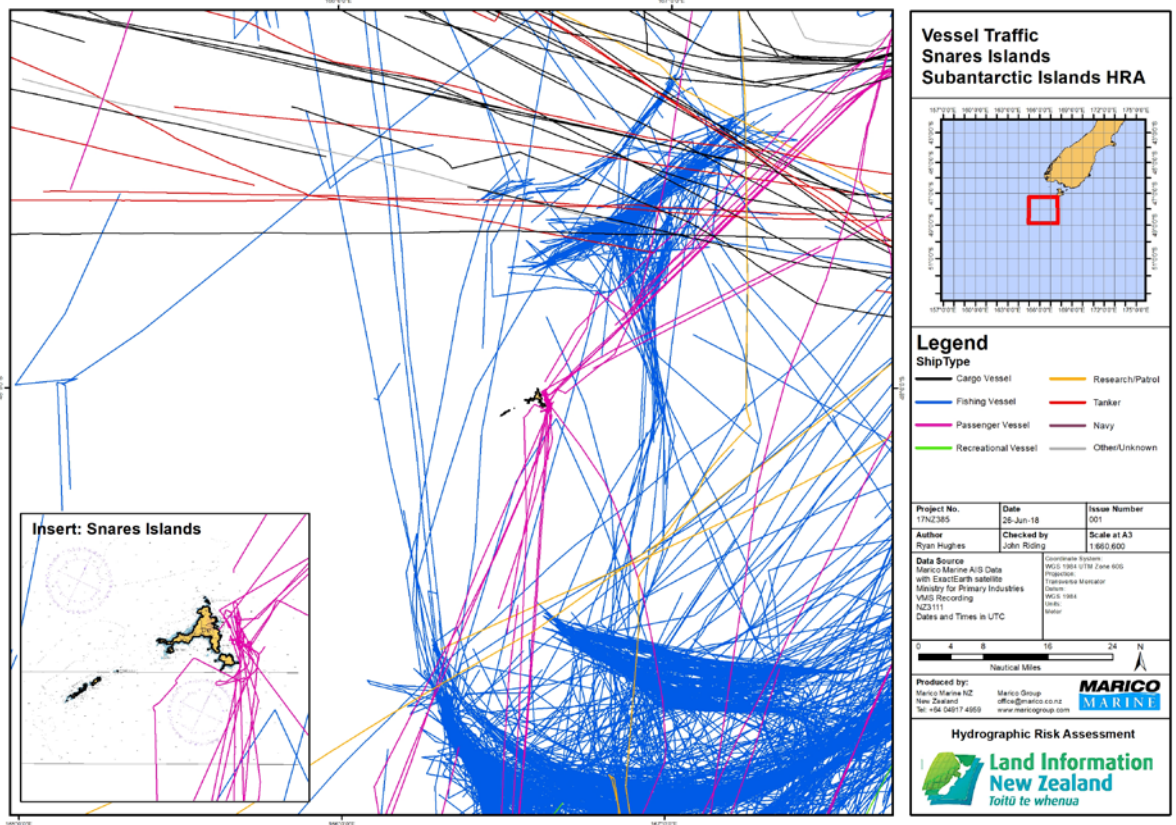 Vessel Traffic
Snares Islands
Subantarctic Islands HRA
Legend
ShipType
Cargo Vessel
Research/Patrol
Fishing Vessel
Tanker
Passenger Vessel
Navy
Recreational Vessel
Other/Unknown
Insert: Snares Islands
Project No.
17NZ385
Date
26-Jun-18
Issue Number
001
Author
Ryan Hughes
Checked by
John Riding
Scale at A3
1:660,600
Data Source
Marico Marine AIS Data
with ExactEarth satellite
Ministry for Primary Industries
VMS Recording
NZ3111
Dates and Times in UTC
Coordinate System:
WGS 1984 UTM Zone 60S
Projection:
Transverse Mercator
Datum:
WGS 1984
Units:
Meter
0 4 8 16 24
Nautical Miles
N
Produced by:
Marico Marine NZ
New Zealand
Tel: +64 04917 4959
Marico Group
office@marico.co.nz
www.maricogroup.com
MARICO
MARINE
Hydrographic Risk Assessment
Land Information
New Zealand
Toitū te whenua